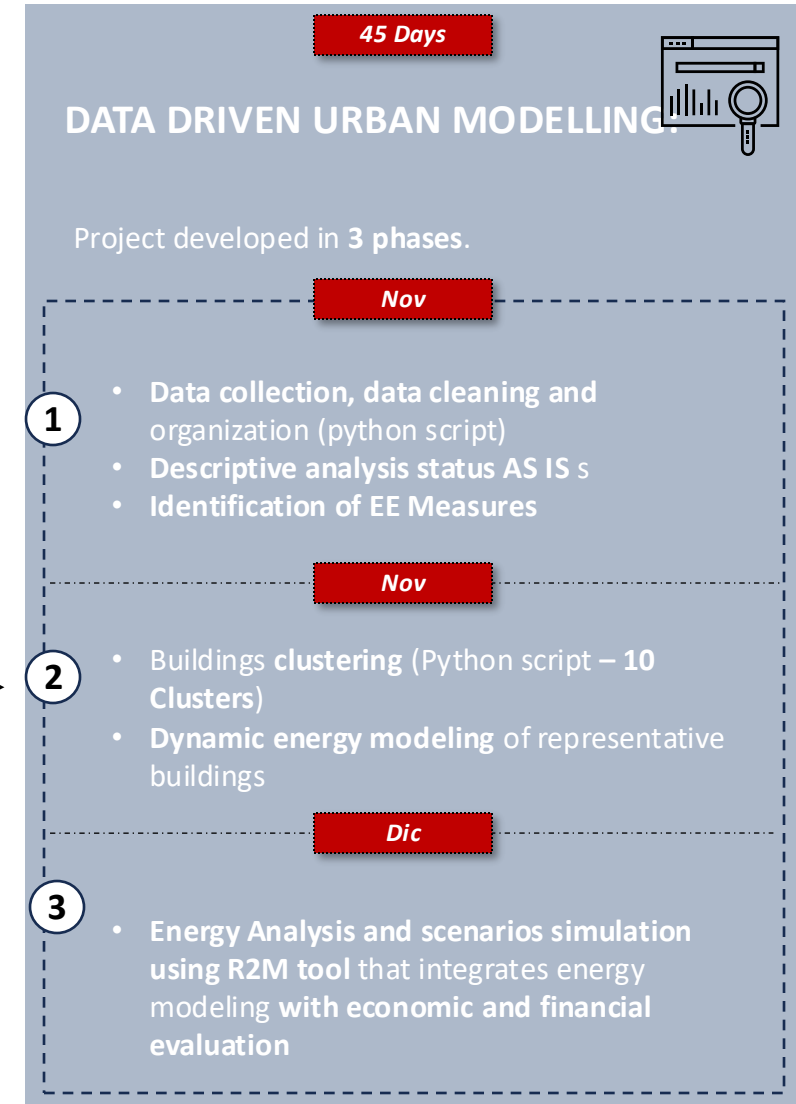 45 Days
DATA DRIVEN URBAN MODELLING:
Project developed in 3 phases.
Nov
1
• Data collection, data cleaning and
organization (python script)
• Descriptive analysis status AS IS s
• Identification of EE Measures
Nov
2
• Buildings clustering (Python script – 10
Clusters)
• Dynamic energy modeling of representative
buildings
Dic
3
• Energy Analysis and scenarios simulation
using R2M tool that integrates energy
modeling with economic and financial
evaluation